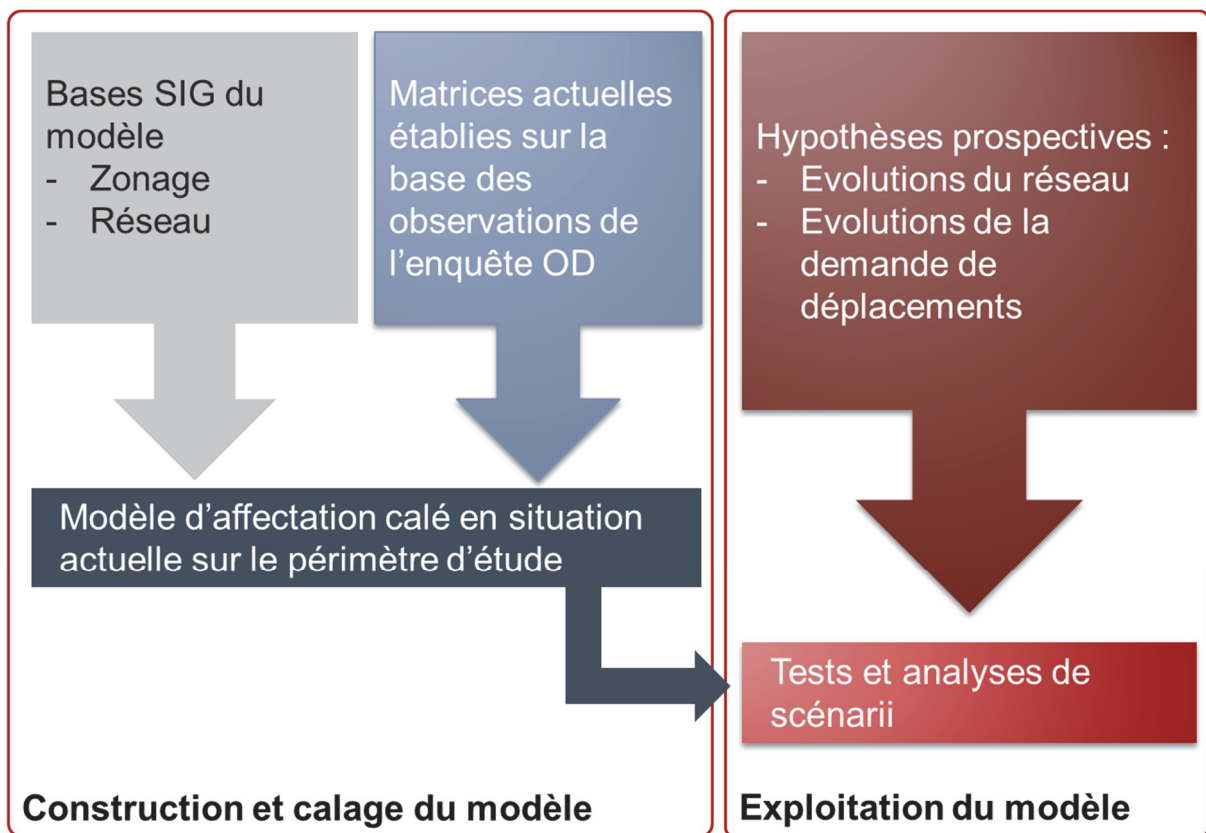 Bases SIG du
modèle
- Zonage
- Réseau
Matrices actuelles
établies sur la
base des
observations de
l'enquête OD
Modèle d'affectation calé en situation
actuelle sur le périmètre d'étude
Construction et calage du modèle
Hypothèses prospectives :
- Evolutions du réseau
- Evolutions de la
demande de
déplacements
Tests et analyses de
scénarii
Exploitation du modèle